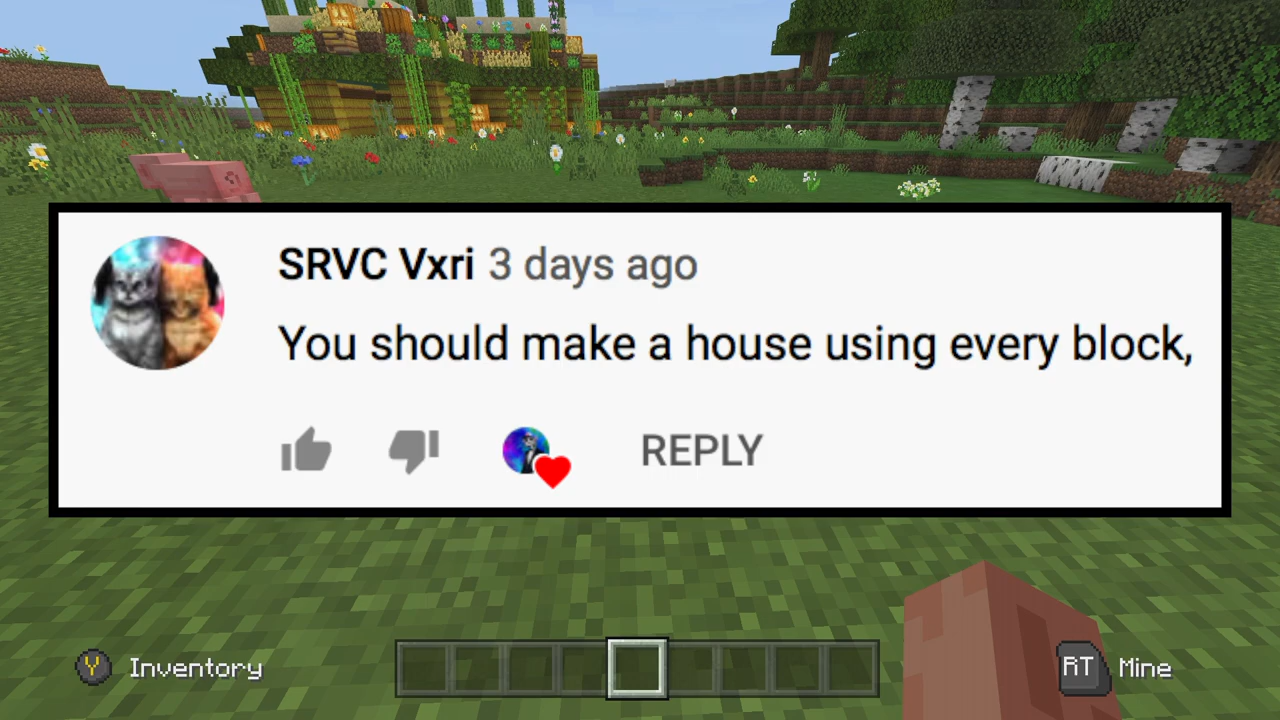 SRVC Vxri 3 days ago
You should make a house using every block,
REPLY
Y Inventory
RT Mine